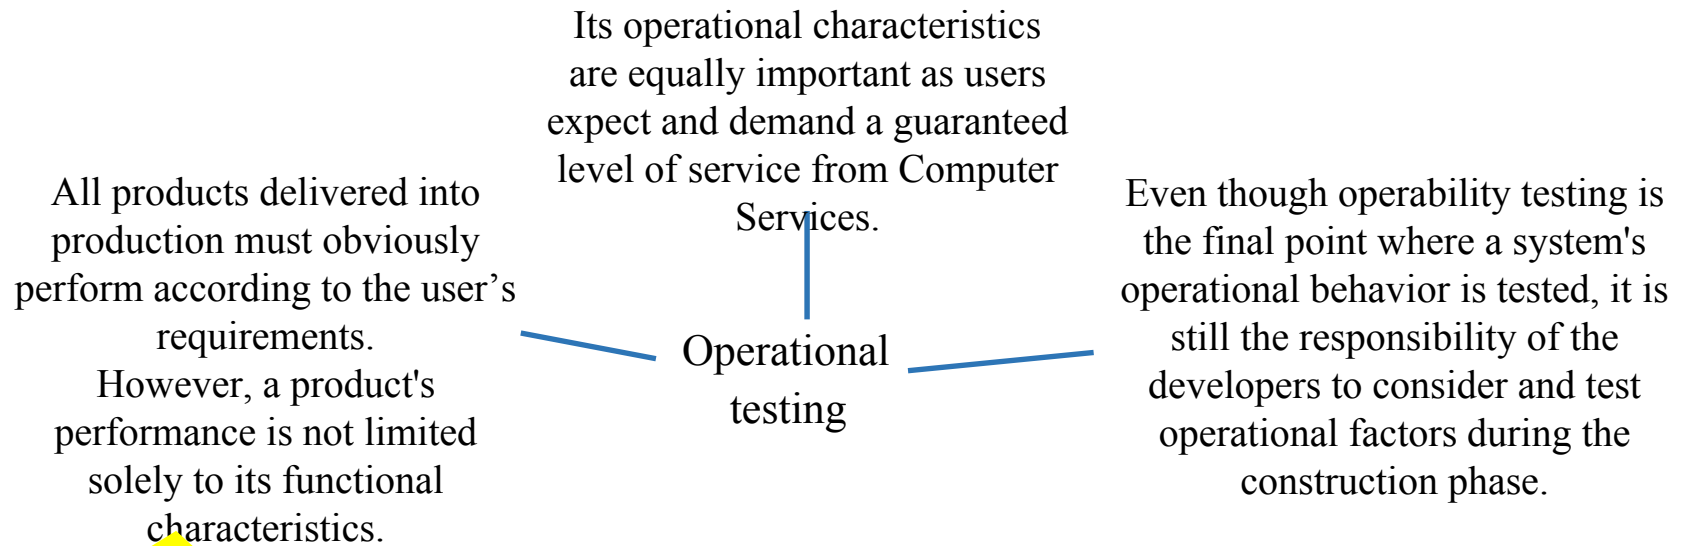 Its operational characteristics
are equally important as users
expect and demand a guaranteed
level of service from Computer
Services.
All products delivered into
production must obviously
perform according to the user’s
requirements.
However, a product's
performance is not limited
solely to its functional
characteristics.
Operational
testing
Even though operability testing is
the final point where a system's
operational behavior is tested, it is
still the responsibility of the
developers to consider and test
operational factors during the
construction phase.